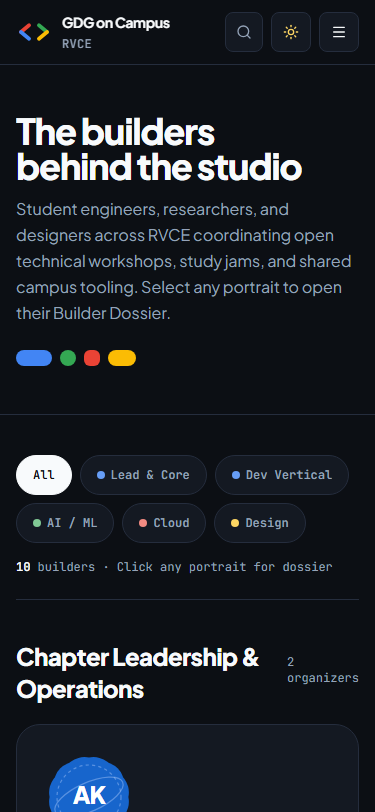 GDG on Campus
RVCE
The builders
behind the studio
Student engineers, researchers, and
designers across RVCE coordinating open
technical workshops, study jams, and shared
campus tooling. Select any portrait to open
their Builder Dossier.
All
Lead & Core
Dev Vertical
AI / ML
Cloud
Design
10 builders · Click any portrait for dossier
Chapter Leadership &
Operations
2
organizers
AK